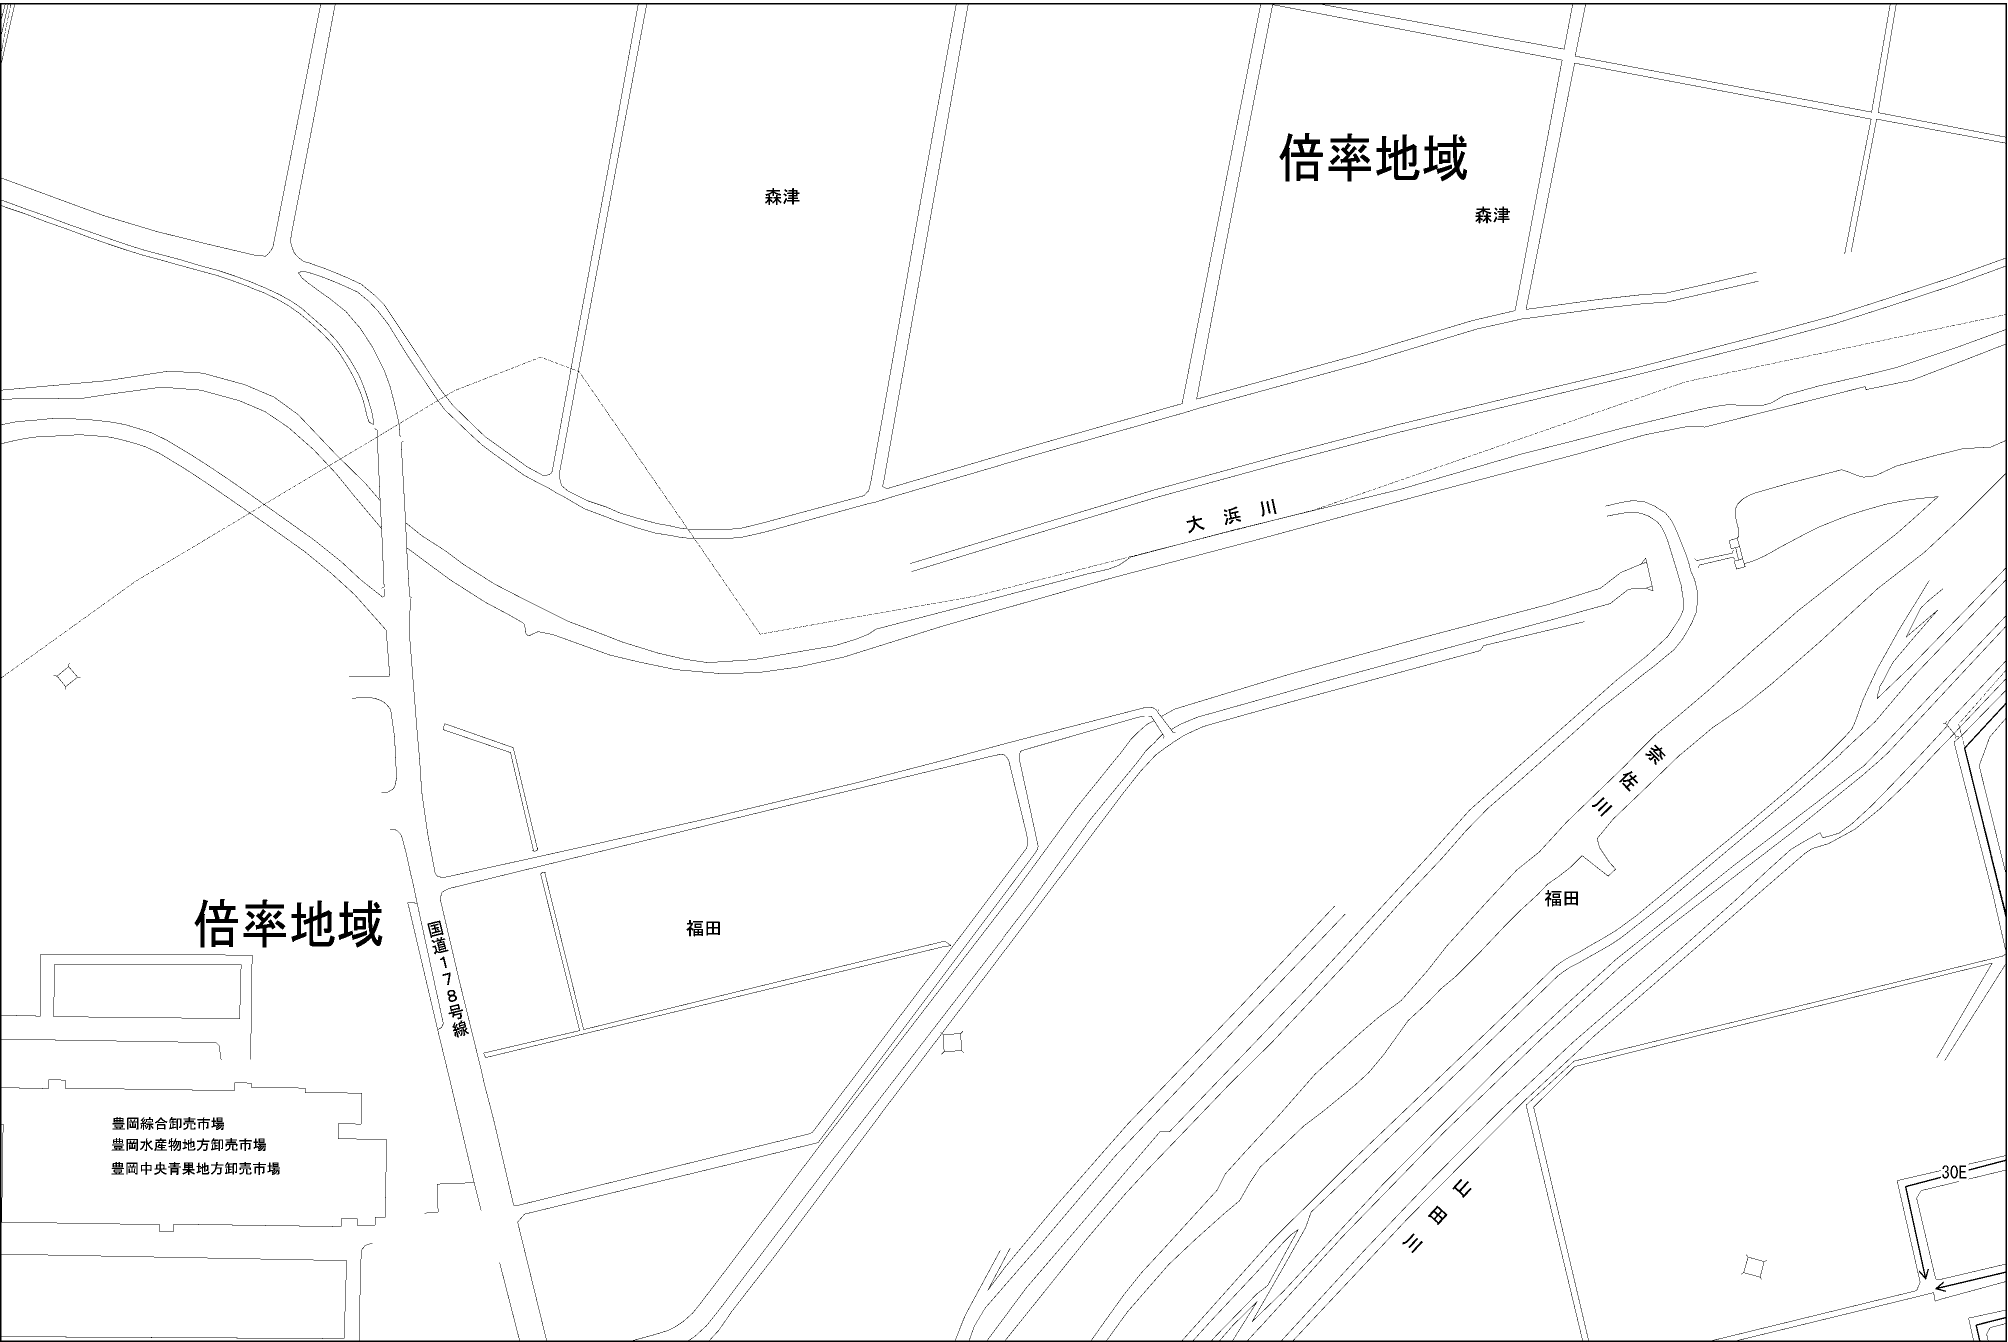 倍率地域
森津
森津
大浜川
奈佐川
倍率地域
国道178号線
福田
福田
豊岡綜合卸売市場
豊岡水産物地方卸売市場
豊岡中央青果地方卸売市場
30E
山田川